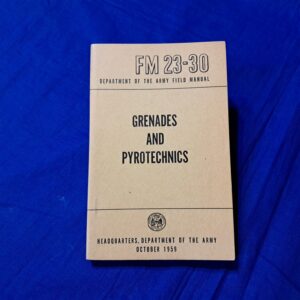 FM 23-30
DEPARTMENT OF THE ARMY FIELD MANUAL
GRENADES
AND
PYROTECHNICS
HEADQUARTERS, DEPARTMENT OF THE ARMY
OCTOBER 1959